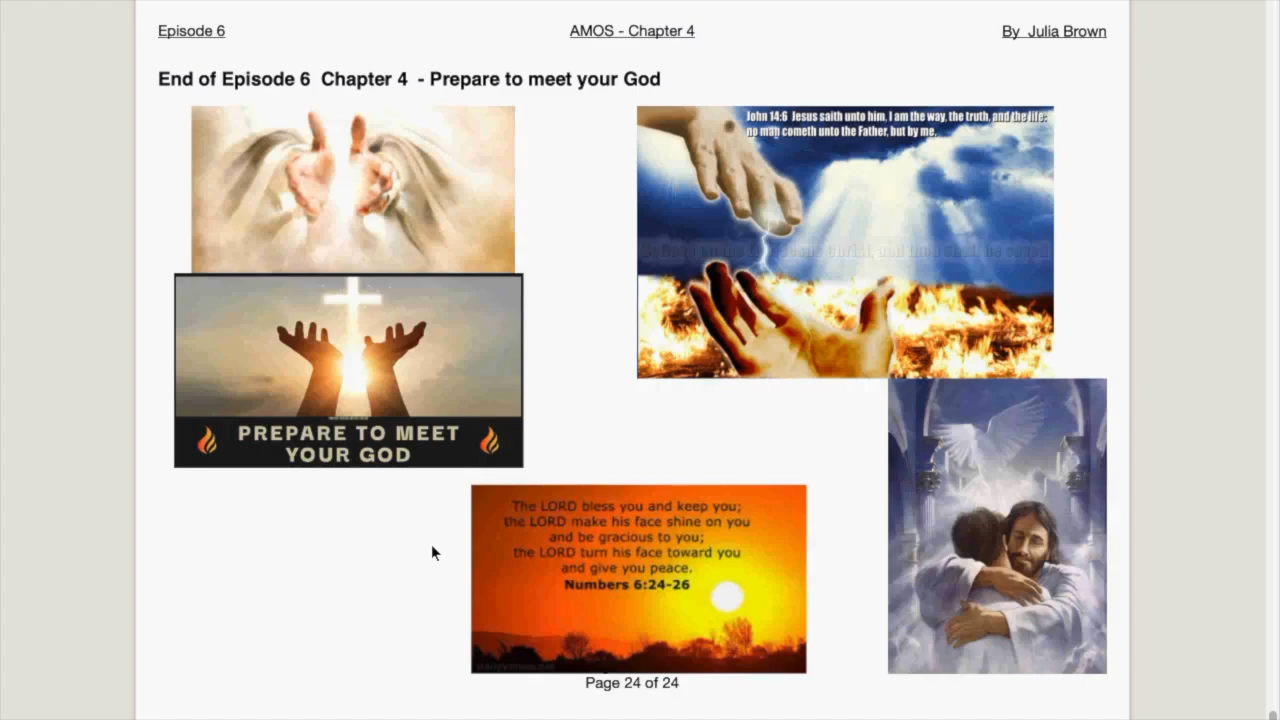 Episode 6
AMOS - Chapter 4
By Julia Brown
End of Episode 6 Chapter 4 - Prepare to meet your God
John 14:6 Jesus saith unto him, I am the way, the truth, and the life:
no man cometh unto the Father, but by me.
PREPARE TO MEET
YOUR GOD
The LORD bless you and keep you;
the LORD make his face shine on you
and be gracious to you;
the LORD turn his face toward you
and give you peace.
Numbers 6:24-26
Page 24 of 24